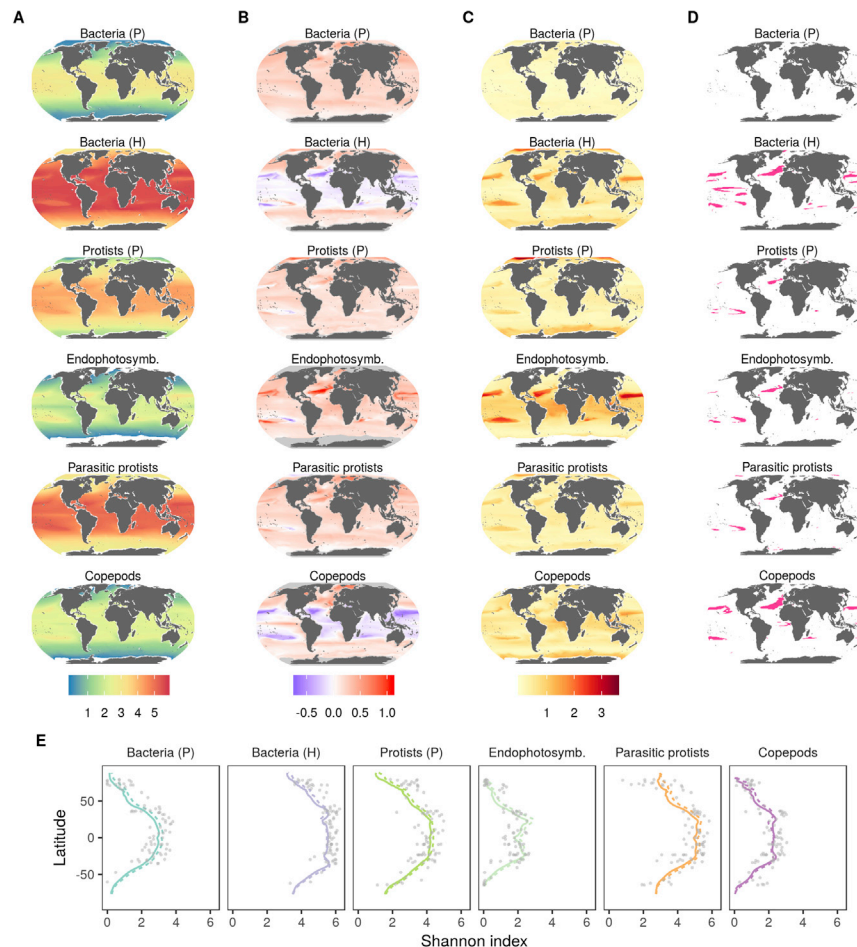 A B C D
Bacteria (P) Bacteria (P) Bacteria (P) Bacteria (P)
Bacteria (H) Bacteria (H) Bacteria (H) Bacteria (H)
Protists (P) Protists (P) Protists (P) Protists (P)
Endophotosymb. Endophotosymb. Endophotosymb. Endophotosymb.
Parasitic protists Parasitic protists Parasitic protists Parasitic protists
Copepods Copepods Copepods Copepods
1 2 3 4 5 -0.5 0.0 0.5 1.0 1 2 3
E
Bacteria (P) Bacteria (H) Protists (P) Endophotosymb. Parasitic protists Copepods
Latitude
50
0
-50
0 2 4 6 0 2 4 6 0 2 4 6 0 2 4 6 0 2 4 6 0 2 4 6
Shannon index